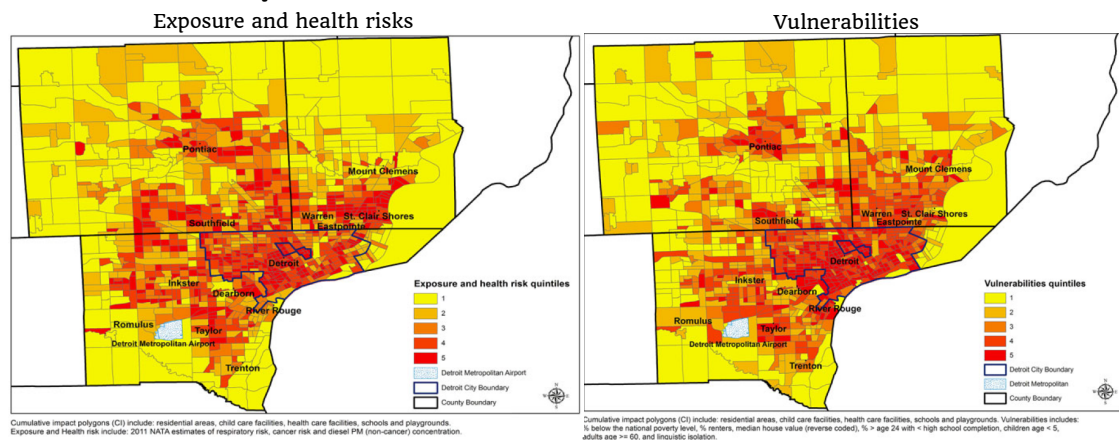 Exposure and health risks
Pontiac
Mount Clemens
Southfield
Warren St. Clair Shores
Eastpointe
Detroit
Inkster
Dearborn
River Rouge
Romulus
Taylor
Detroit Metropolitan Airport
Trenton
Exposure and health risk quintiles
1
2
3
4
5
Detroit Metropolitan Airport
Detroit City Boundary
County Boundary
N
W E
S
Cumulative impact polygons (CI) include: residential areas, child care facilities, health care facilities, schools and playgrounds.
Exposure and Health risk include: 2011 NATA estimates of respiratory risk, cancer risk and diesel PM (non-cancer) concentration.
Vulnerabilities
Pontiac
Mount Clemens
Southfield
Warren St. Clair Shores
Eastpointe
Detroit
Inkster
Dearborn
River Rouge
Romulus
Taylor
Detroit Metropolitan Airport
Trenton
Vulnerabilities quintiles
1
2
3
4
5
Detroit City Boundary
Detroit Metropolitan
County Boundary
N
W E
S
Cumulative impact polygons (CI) include: residential areas, child care facilities, health care facilities, schools and playgrounds. Vulnerabilities includes:
% below the national poverty level, % renters, median house value (reverse coded), % > age 24 with < high school completion, children age < 5,
adults age >= 60, and linguistic isolation.